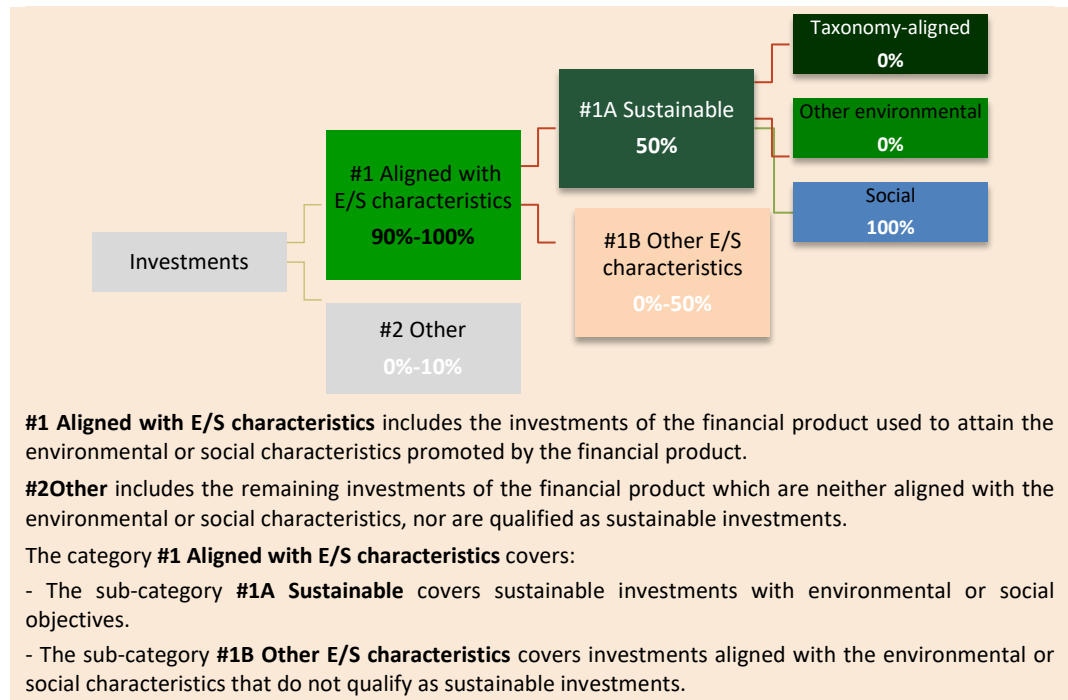 Taxonomy-aligned
0%
#1A Sustainable
50%
Other environmental
0%
#1 Aligned with
E/S characteristics
90%-100%
Social
100%
#1B Other E/S
characteristics
0%-50%
Investments
#2 Other
0%-10%
#1 Aligned with E/S characteristics includes the investments of the financial product used to attain the
environmental or social characteristics promoted by the financial product.
#2Other includes the remaining investments of the financial product which are neither aligned with the
environmental or social characteristics, nor are qualified as sustainable investments.
The category #1 Aligned with E/S characteristics covers:
- The sub-category #1A Sustainable covers sustainable investments with environmental or social
objectives.
- The sub-category #1B Other E/S characteristics covers investments aligned with the environmental or
social characteristics that do not qualify as sustainable investments.